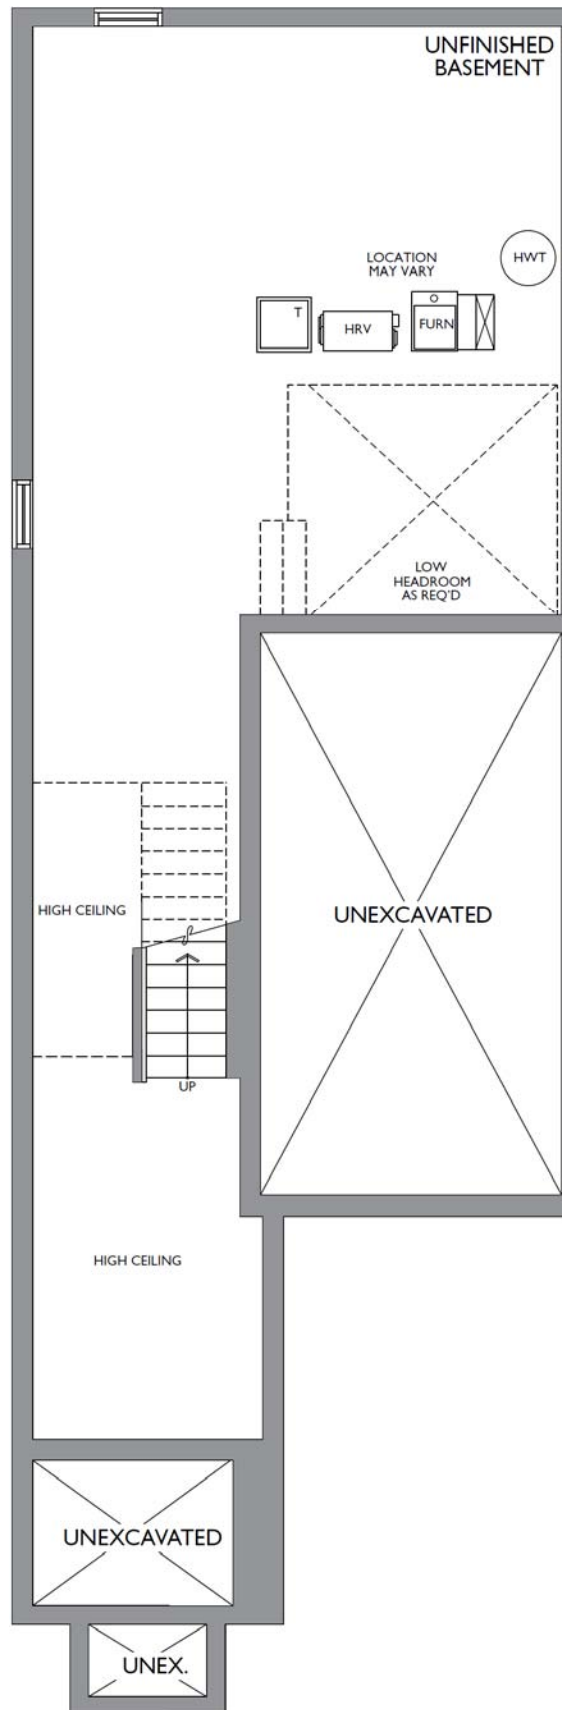 UNFINISHED
BASEMENT
LOCATION
MAY VARY
HWT
T
HRV
FURN
LOW
HEADROOM
AS REQ'D
HIGH CEILING
UNEXCAVATED
UP
HIGH CEILING
UNEXCAVATED
UNEX.